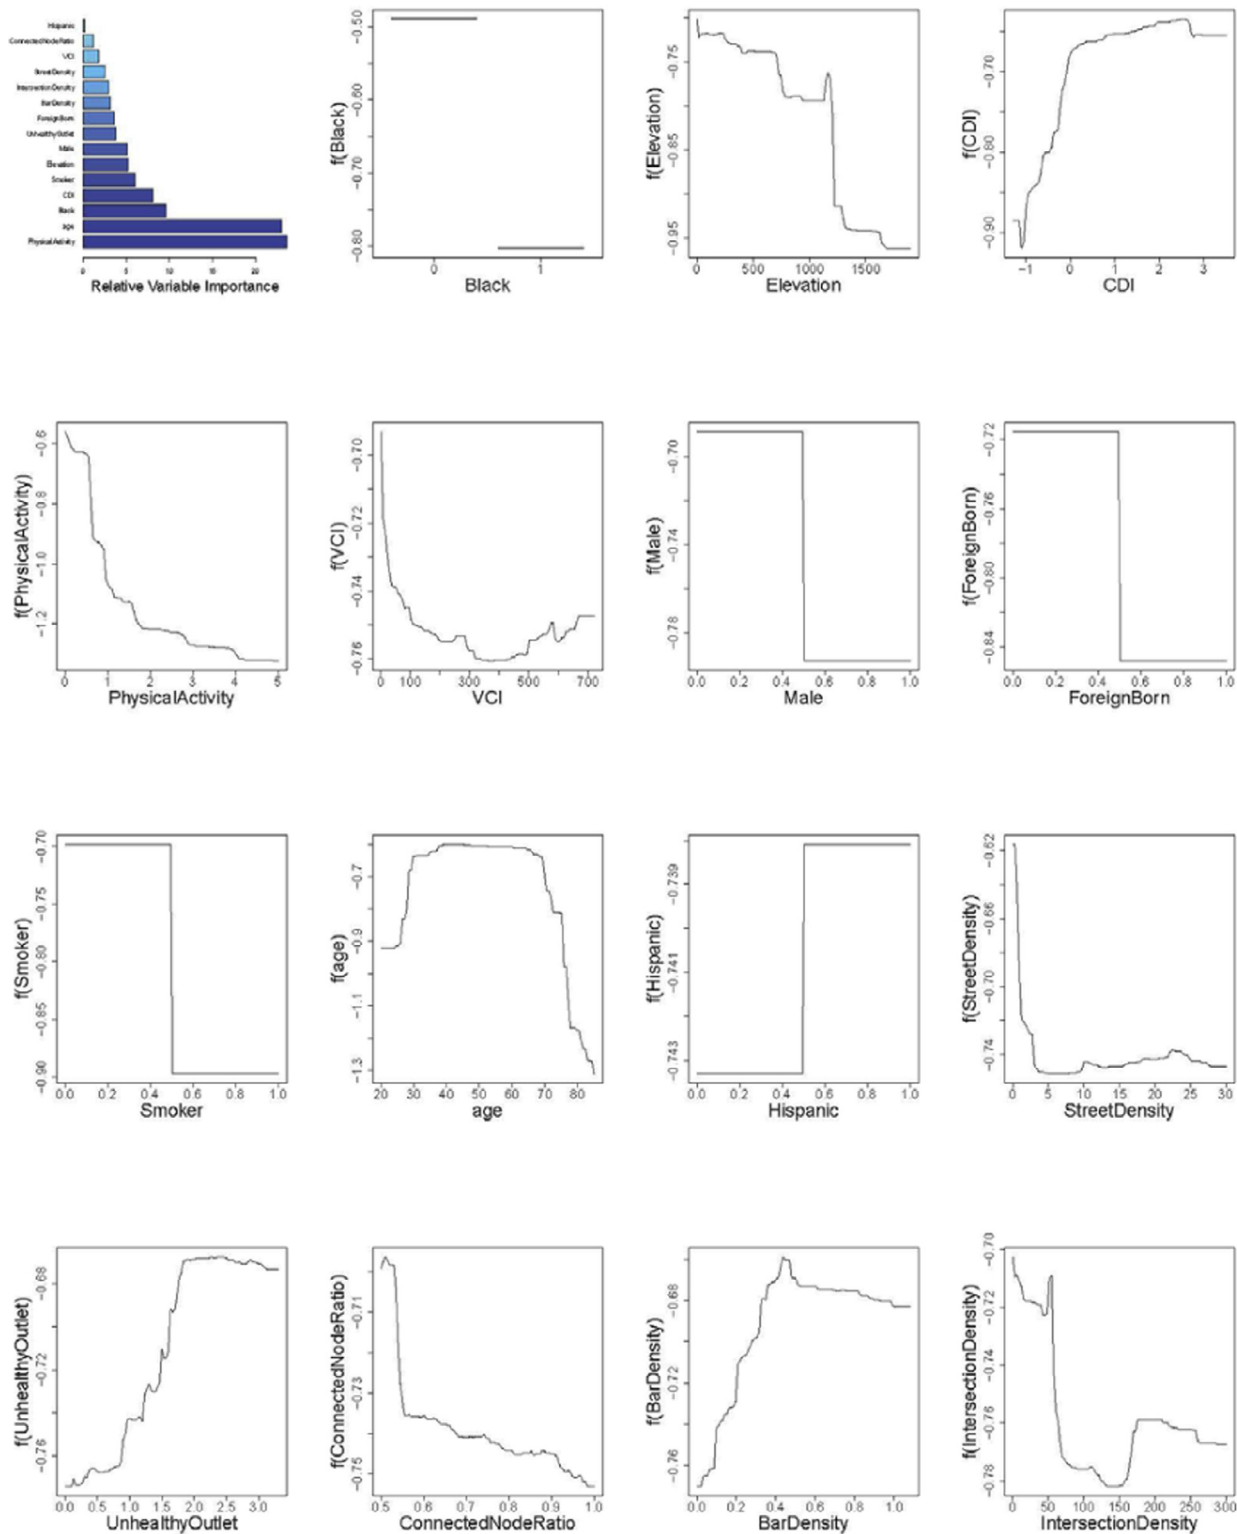 Hispanic
ConnectedNodeRatio
VCI
StreetDensity
IntersectionDensity
BarDensity
ForeignBorn
UnhealthyOutlet
Male
Elevation
Smoker
CDI
Black
age
PhysicalActivity
0 5 10 15 20
Relative Variable Importance
f(Black)
−0.50
−0.60
−0.70
−0.80
0 1
Black
f(Elevation)
−0.75
−0.85
−0.95
0 500 1000 1500
Elevation
f(CDI)
−0.70
−0.80
−0.90
−1 0 1 2 3
CDI
f(PhysicalActivity)
−0.6
−0.8
−1.0
−1.2
0 1 2 3 4 5
PhysicalActivity
f(VCI)
−0.70
−0.72
−0.74
−0.76
0 100 300 500 700
VCI
f(Male)
−0.70
−0.74
−0.78
0.0 0.2 0.4 0.6 0.8 1.0
Male
f(ForeignBorn)
−0.72
−0.76
−0.80
−0.84
0.0 0.2 0.4 0.6 0.8 1.0
ForeignBorn
f(Smoker)
−0.70
−0.75
−0.80
−0.85
−0.90
0.0 0.2 0.4 0.6 0.8 1.0
Smoker
f(age)
−0.7
−0.9
−1.1
−1.3
20 30 40 50 60 70 80
age
f(Hispanic)
−0.739
−0.741
−0.743
0.0 0.2 0.4 0.6 0.8 1.0
Hispanic
f(StreetDensity)
−0.62
−0.66
−0.70
−0.74
0 5 10 15 20 25 30
StreetDensity
f(UnhealthyOutlet)
−0.68
−0.72
−0.76
0.0 0.5 1.0 1.5 2.0 2.5 3.0
UnhealthyOutlet
f(ConnectedNodeRatio)
−0.71
−0.73
−0.75
0.5 0.6 0.7 0.8 0.9 1.0
ConnectedNodeRatio
f(BarDensity)
−0.68
−0.72
−0.76
0.0 0.2 0.4 0.6 0.8 1.0
BarDensity
f(IntersectionDensity)
−0.70
−0.72
−0.74
−0.76
−0.78
0 50 100 150 200 250 300
IntersectionDensity